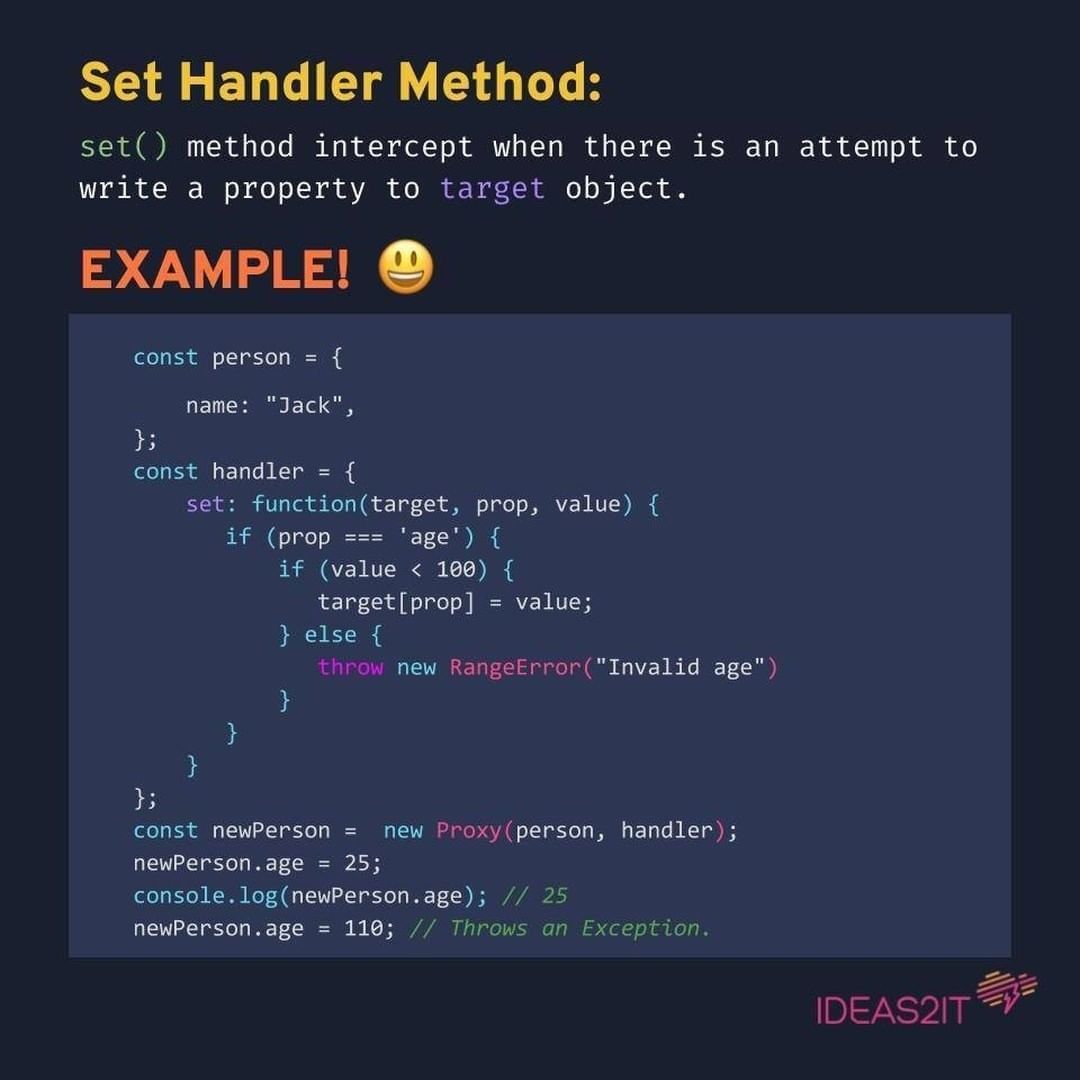 Set Handler Method:
set() method intercept when there is an attempt to
write a property to target object.
EXAMPLE! 😃
const person = {
name: "Jack",
};
const handler = {
set: function(target, prop, value) {
if (prop === 'age') {
if (value < 100) {
target[prop] = value;
} else {
throw new RangeError("Invalid age")
}
}
}
};
const newPerson =  new Proxy(person, handler);
newPerson.age = 25;
console.log(newPerson.age); // 25
newPerson.age = 110; // Throws an Exception.
IDEAS2IT